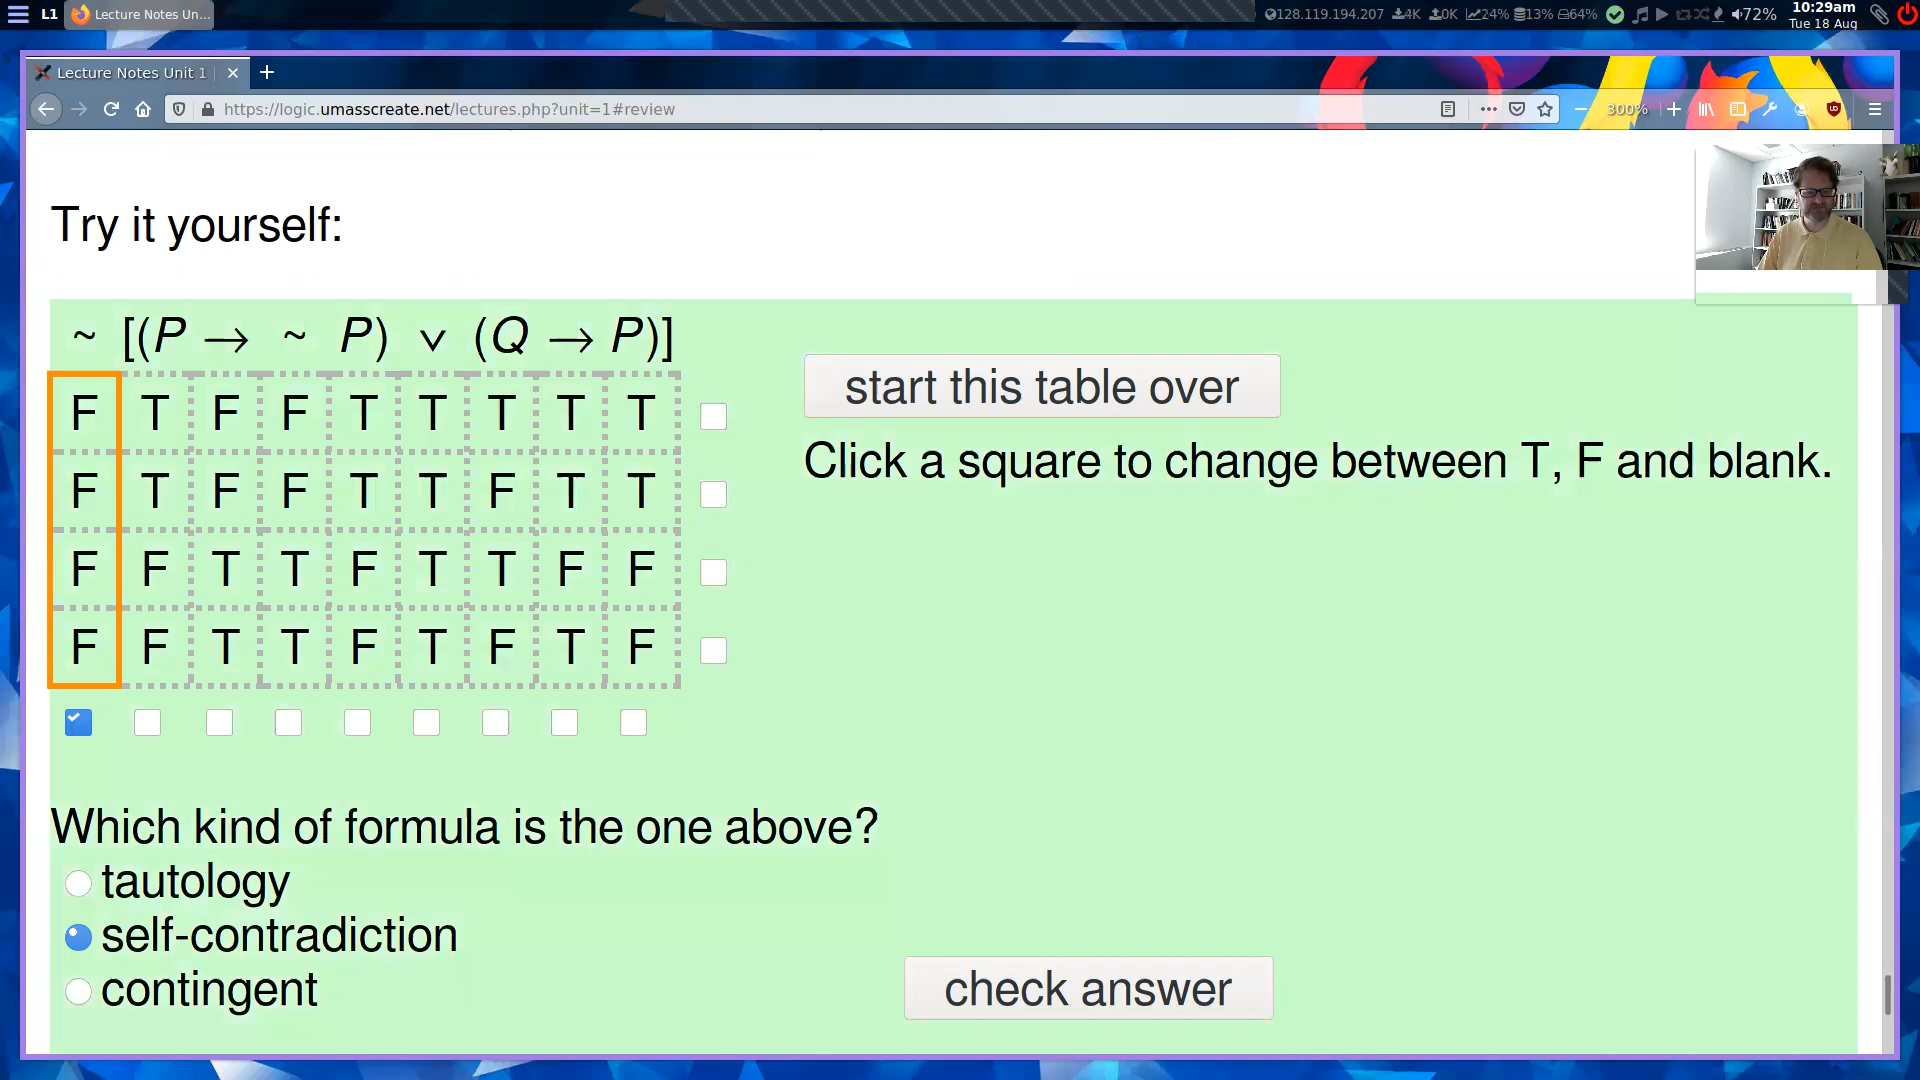 L1 Lecture Notes Un... 128.119.194.207 4K 0K 24% 13% 64% 72% 10:29am
Tue 18 Aug
Lecture Notes Unit 1
https://logic.umasscreate.net/lectures.php?unit=1#review 300%
Try it yourself:
~ [(P → ~ P) ∨ (Q → P)]
F T F F T T T T T
F T F F T T F T T
F F T T F T T F F
F F T T F T F T F
start this table over
Click a square to change between T, F and blank.
Which kind of formula is the one above?
tautology
self-contradiction
contingent
check answer